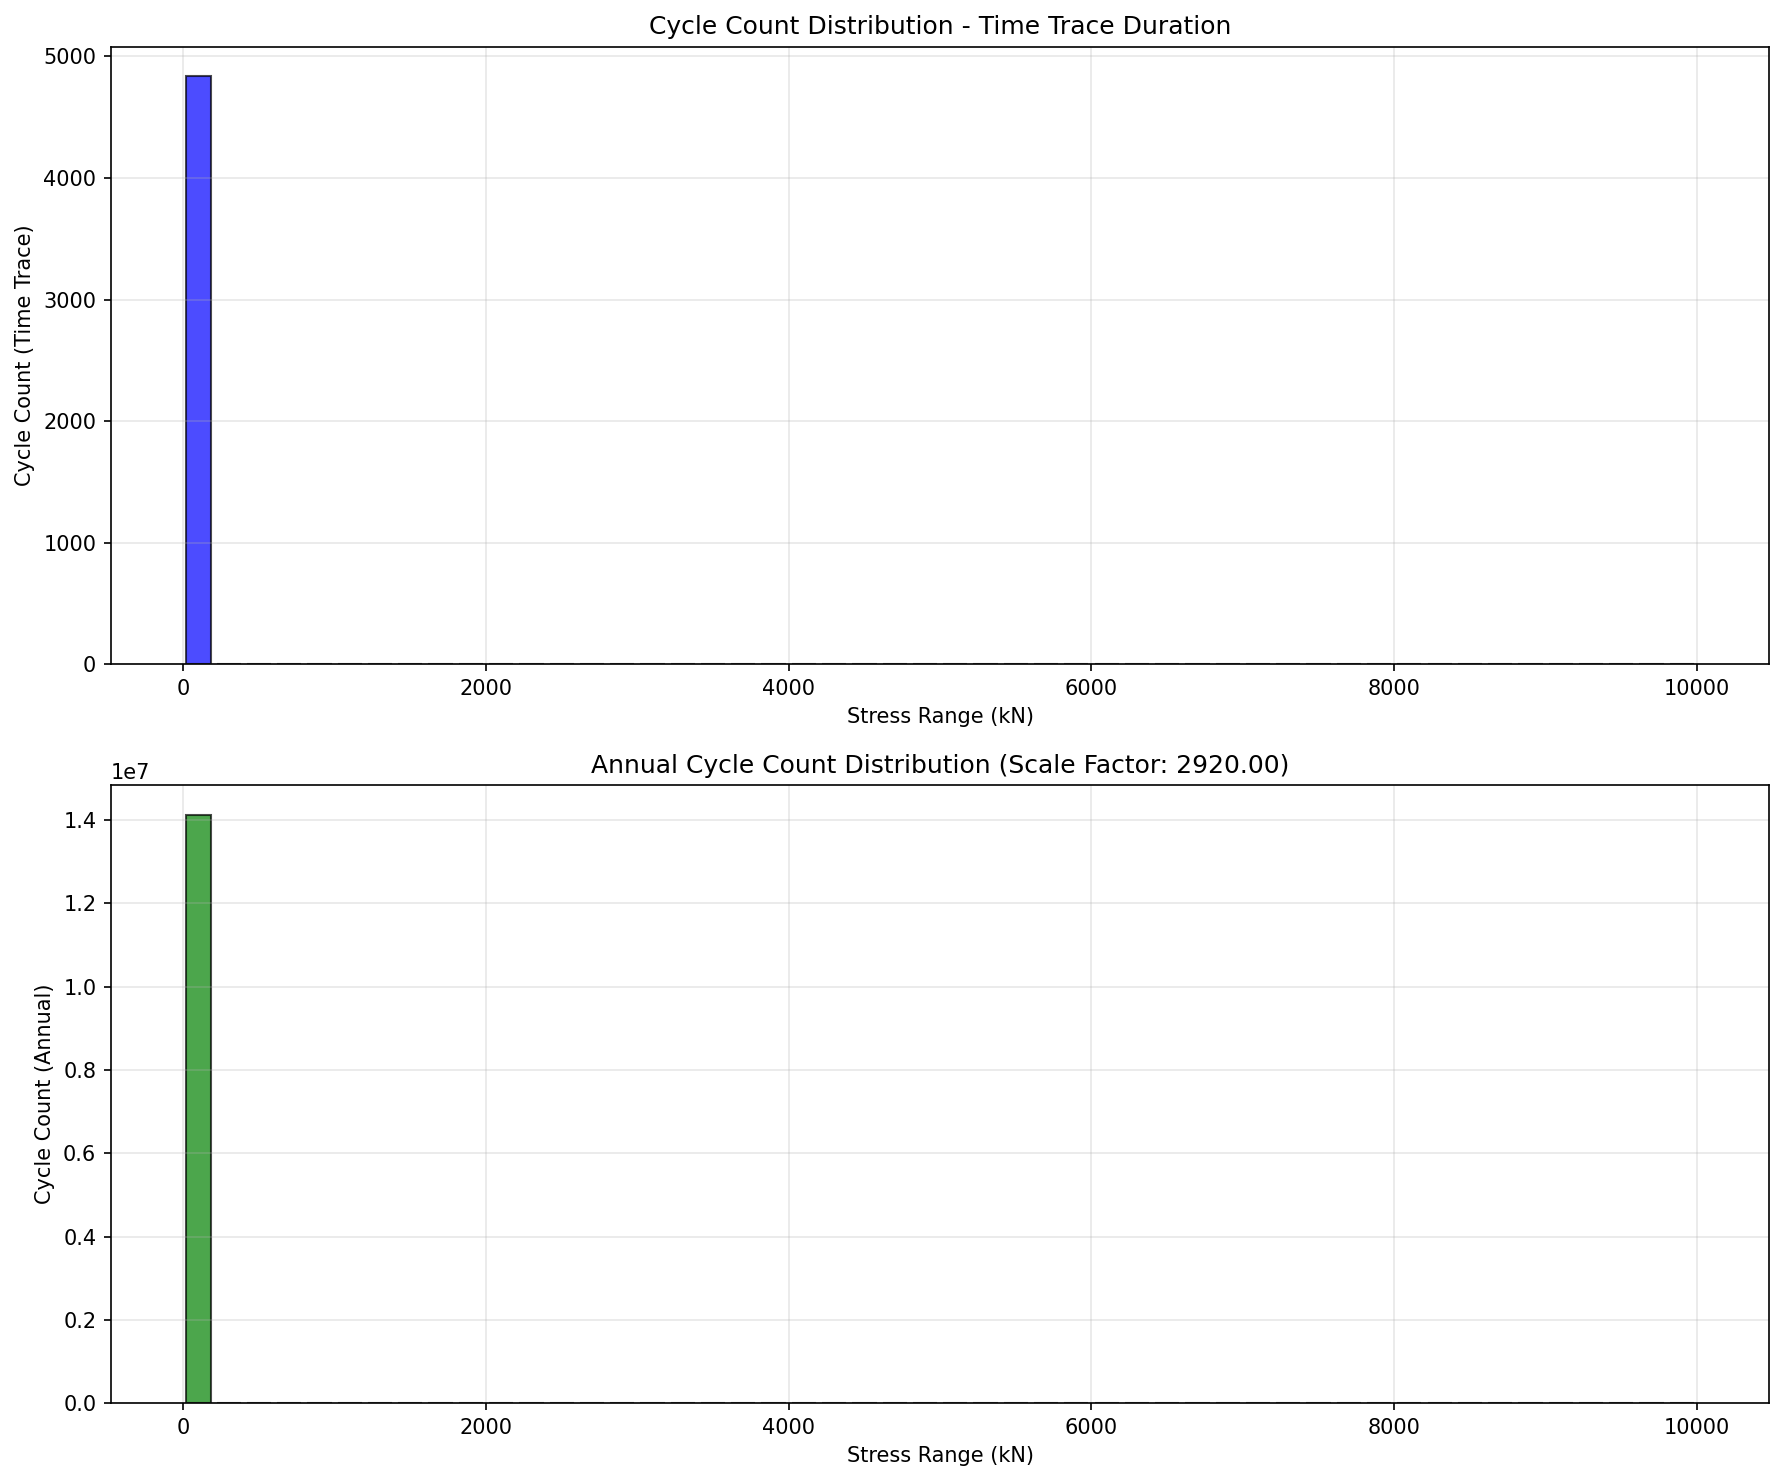 Cycle Count Distribution - Time Trace Duration
5000
4000
3000
2000
1000
0
Cycle Count (Time Trace)
0 2000 4000 6000 8000 10000
Stress Range (kN)
Annual Cycle Count Distribution (Scale Factor: 2920.00)
1e7
1.4
1.2
1.0
0.8
0.6
0.4
0.2
0.0
Cycle Count (Annual)
0 2000 4000 6000 8000 10000
Stress Range (kN)